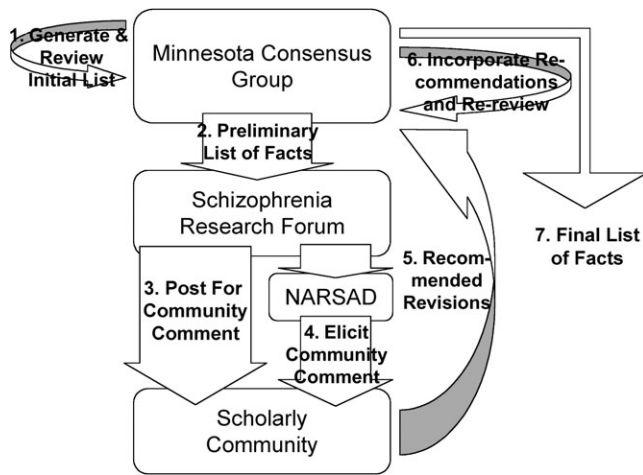 1. Generate &
Review
Initial List
Minnesota Consensus
Group
6. Incorporate Re-
commendations
and Re-review
2. Preliminary
List of Facts
Schizophrenia
Research Forum
7. Final List
of Facts
3. Post For
Community
Comment
NARSAD
5. Recom-
mended
Revisions
4. Elicit
Community
Comment
Scholarly
Community